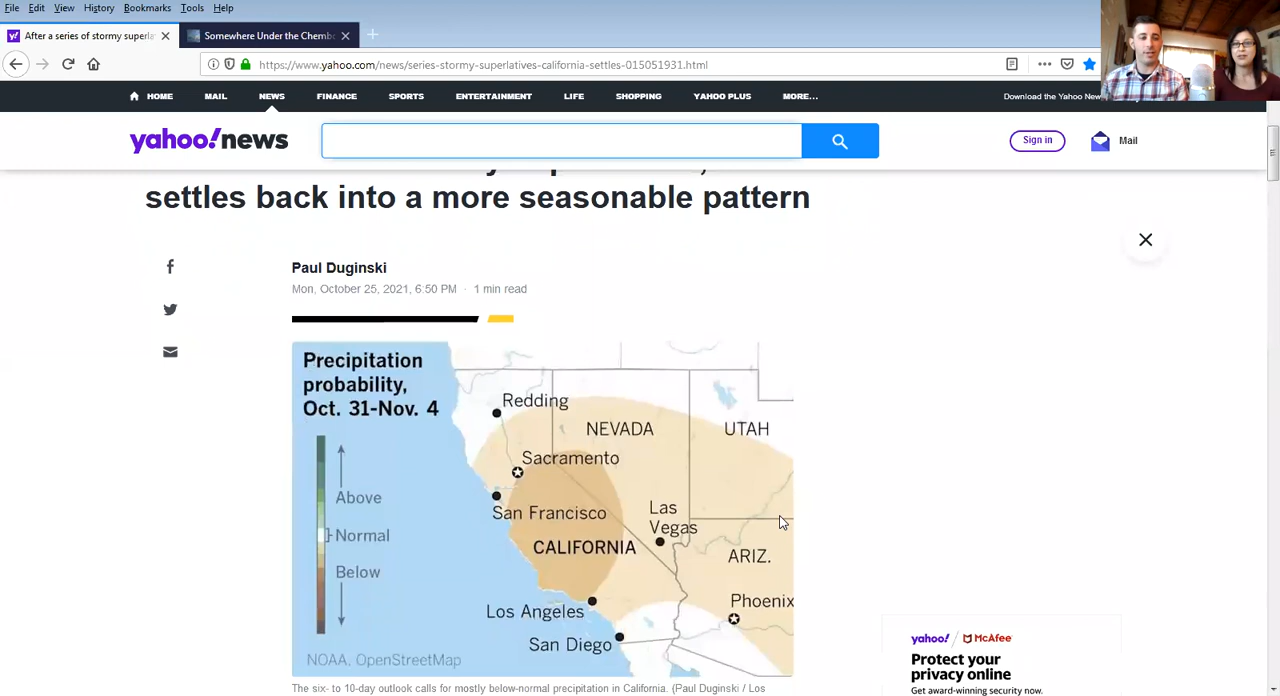 File Edit View History Bookmarks Tools Help
After a series of stormy superla
Somewhere Under the Chembo
https://www.yahoo.com/news/series-stormy-superlatives-california-settles-015051931.html
HOME MAIL NEWS FINANCE SPORTS ENTERTAINMENT LIFE SHOPPING YAHOO PLUS MORE... Download the Yahoo New
yahoo!news
Sign in
Mail
settles back into a more seasonable pattern
Paul Duginski
Mon, October 25, 2021, 6:50 PM · 1 min read
Precipitation
probability,
Oct. 31-Nov. 4
Above
Normal
Below
Redding
NEVADA
UTAH
Sacramento
San Francisco
Las
Vegas
CALIFORNIA
ARIZ.
Los Angeles
Phoenix
San Diego
NOAA, OpenStreetMap
The six- to 10-day outlook calls for mostly below-normal precipitation in California. (Paul Duginski / Los
yahoo! / McAfee
Protect your
privacy online
Get award-winning security now.